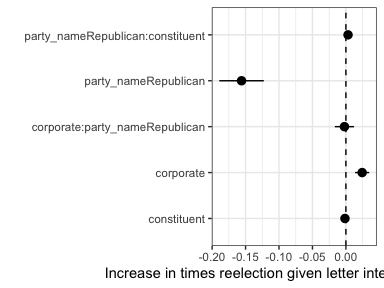 party_nameRepublican:constituent
party_nameRepublican
corporate:party_nameRepublican
corporate
constituent
-0.20 -0.15 -0.10 -0.05 0.00
Increase in times reelection given letter inte